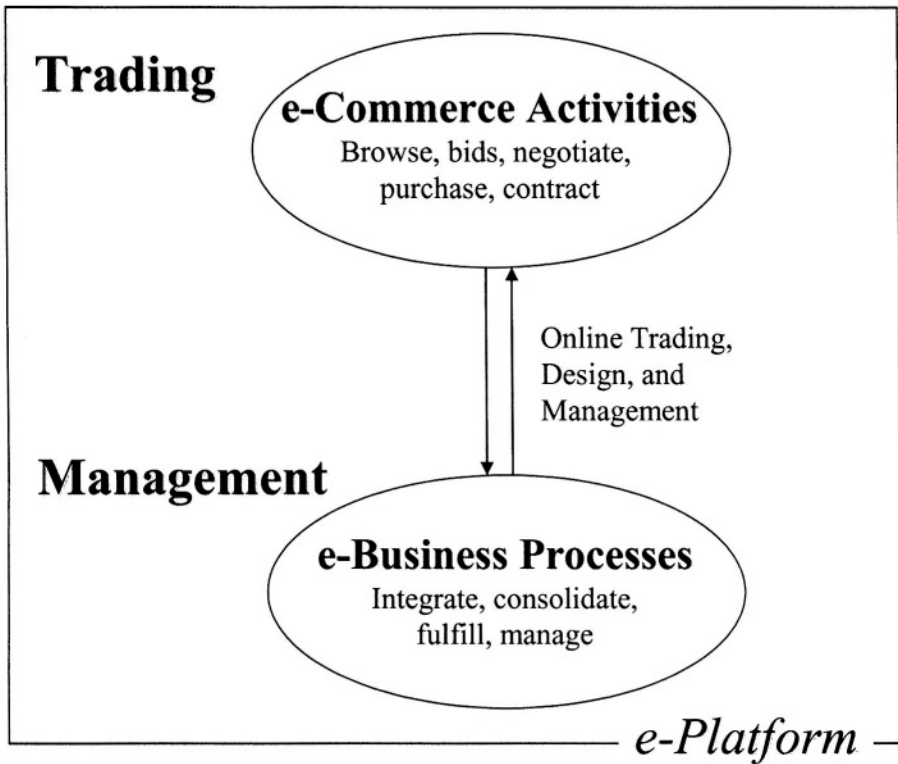 Trading
e-Commerce Activities
Browse, bids, negotiate,
purchase, contract
Online Trading,
Design, and
Management
Management
e-Business Processes
Integrate, consolidate,
fulfill, manage
e-Platform